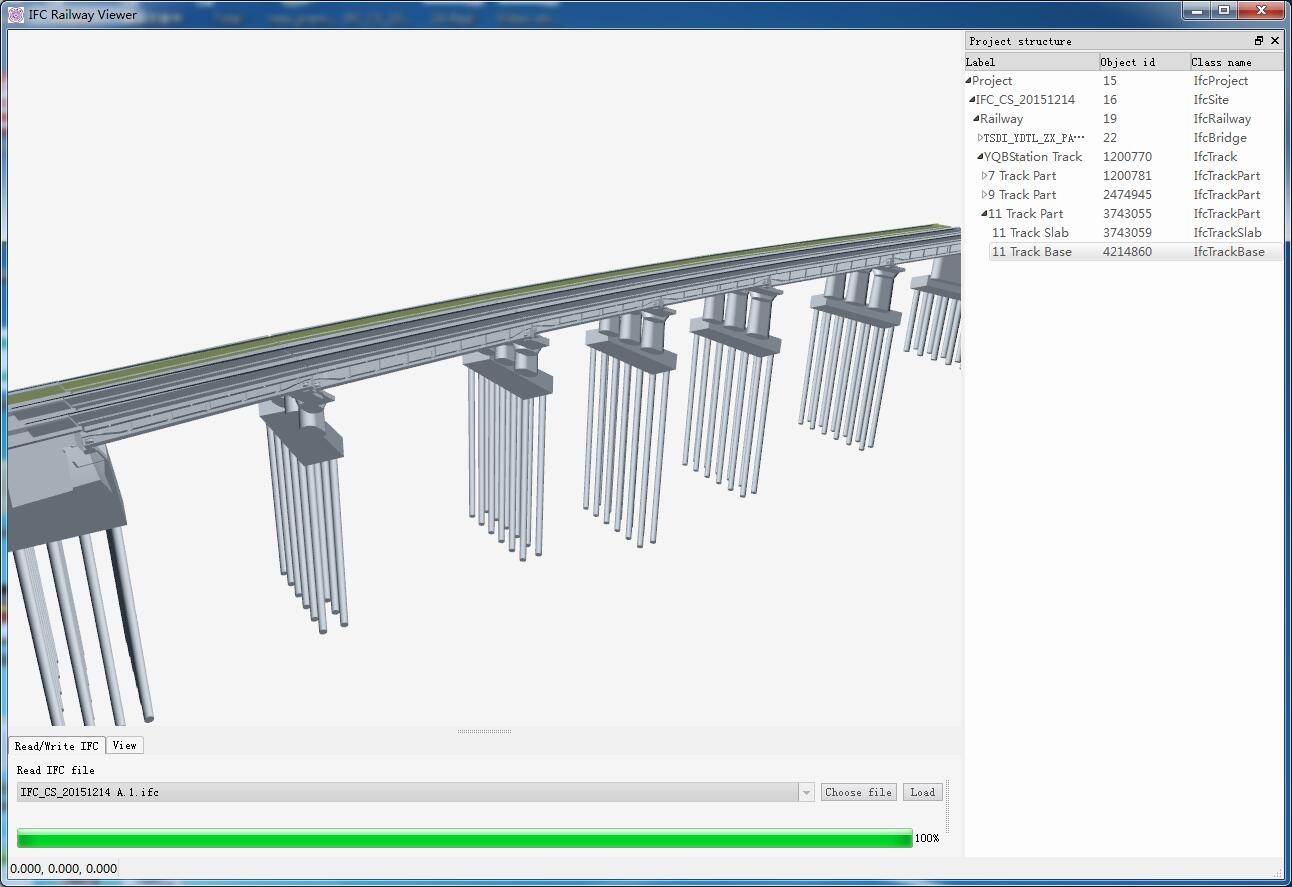 IFC Railway Viewer
Project structure
Label Object id Class name
Project 15 IfcProject
IFC_CS_20151214 16 IfcSite
Railway 19 IfcRailway
TSDI_YDTL_ZX_PA··· 22 IfcBridge
YQBStation Track 1200770 IfcTrack
7 Track Part 1200781 IfcTrackPart
9 Track Part 2474945 IfcTrackPart
11 Track Part 3743055 IfcTrackPart
11 Track Slab 3743059 IfcTrackSlab
11 Track Base 4214860 IfcTrackBase
Read/Write IFC View
Read IFC file
IFC_CS_20151214 A.1.ifc Choose file Load
100%
0.000, 0.000, 0.000